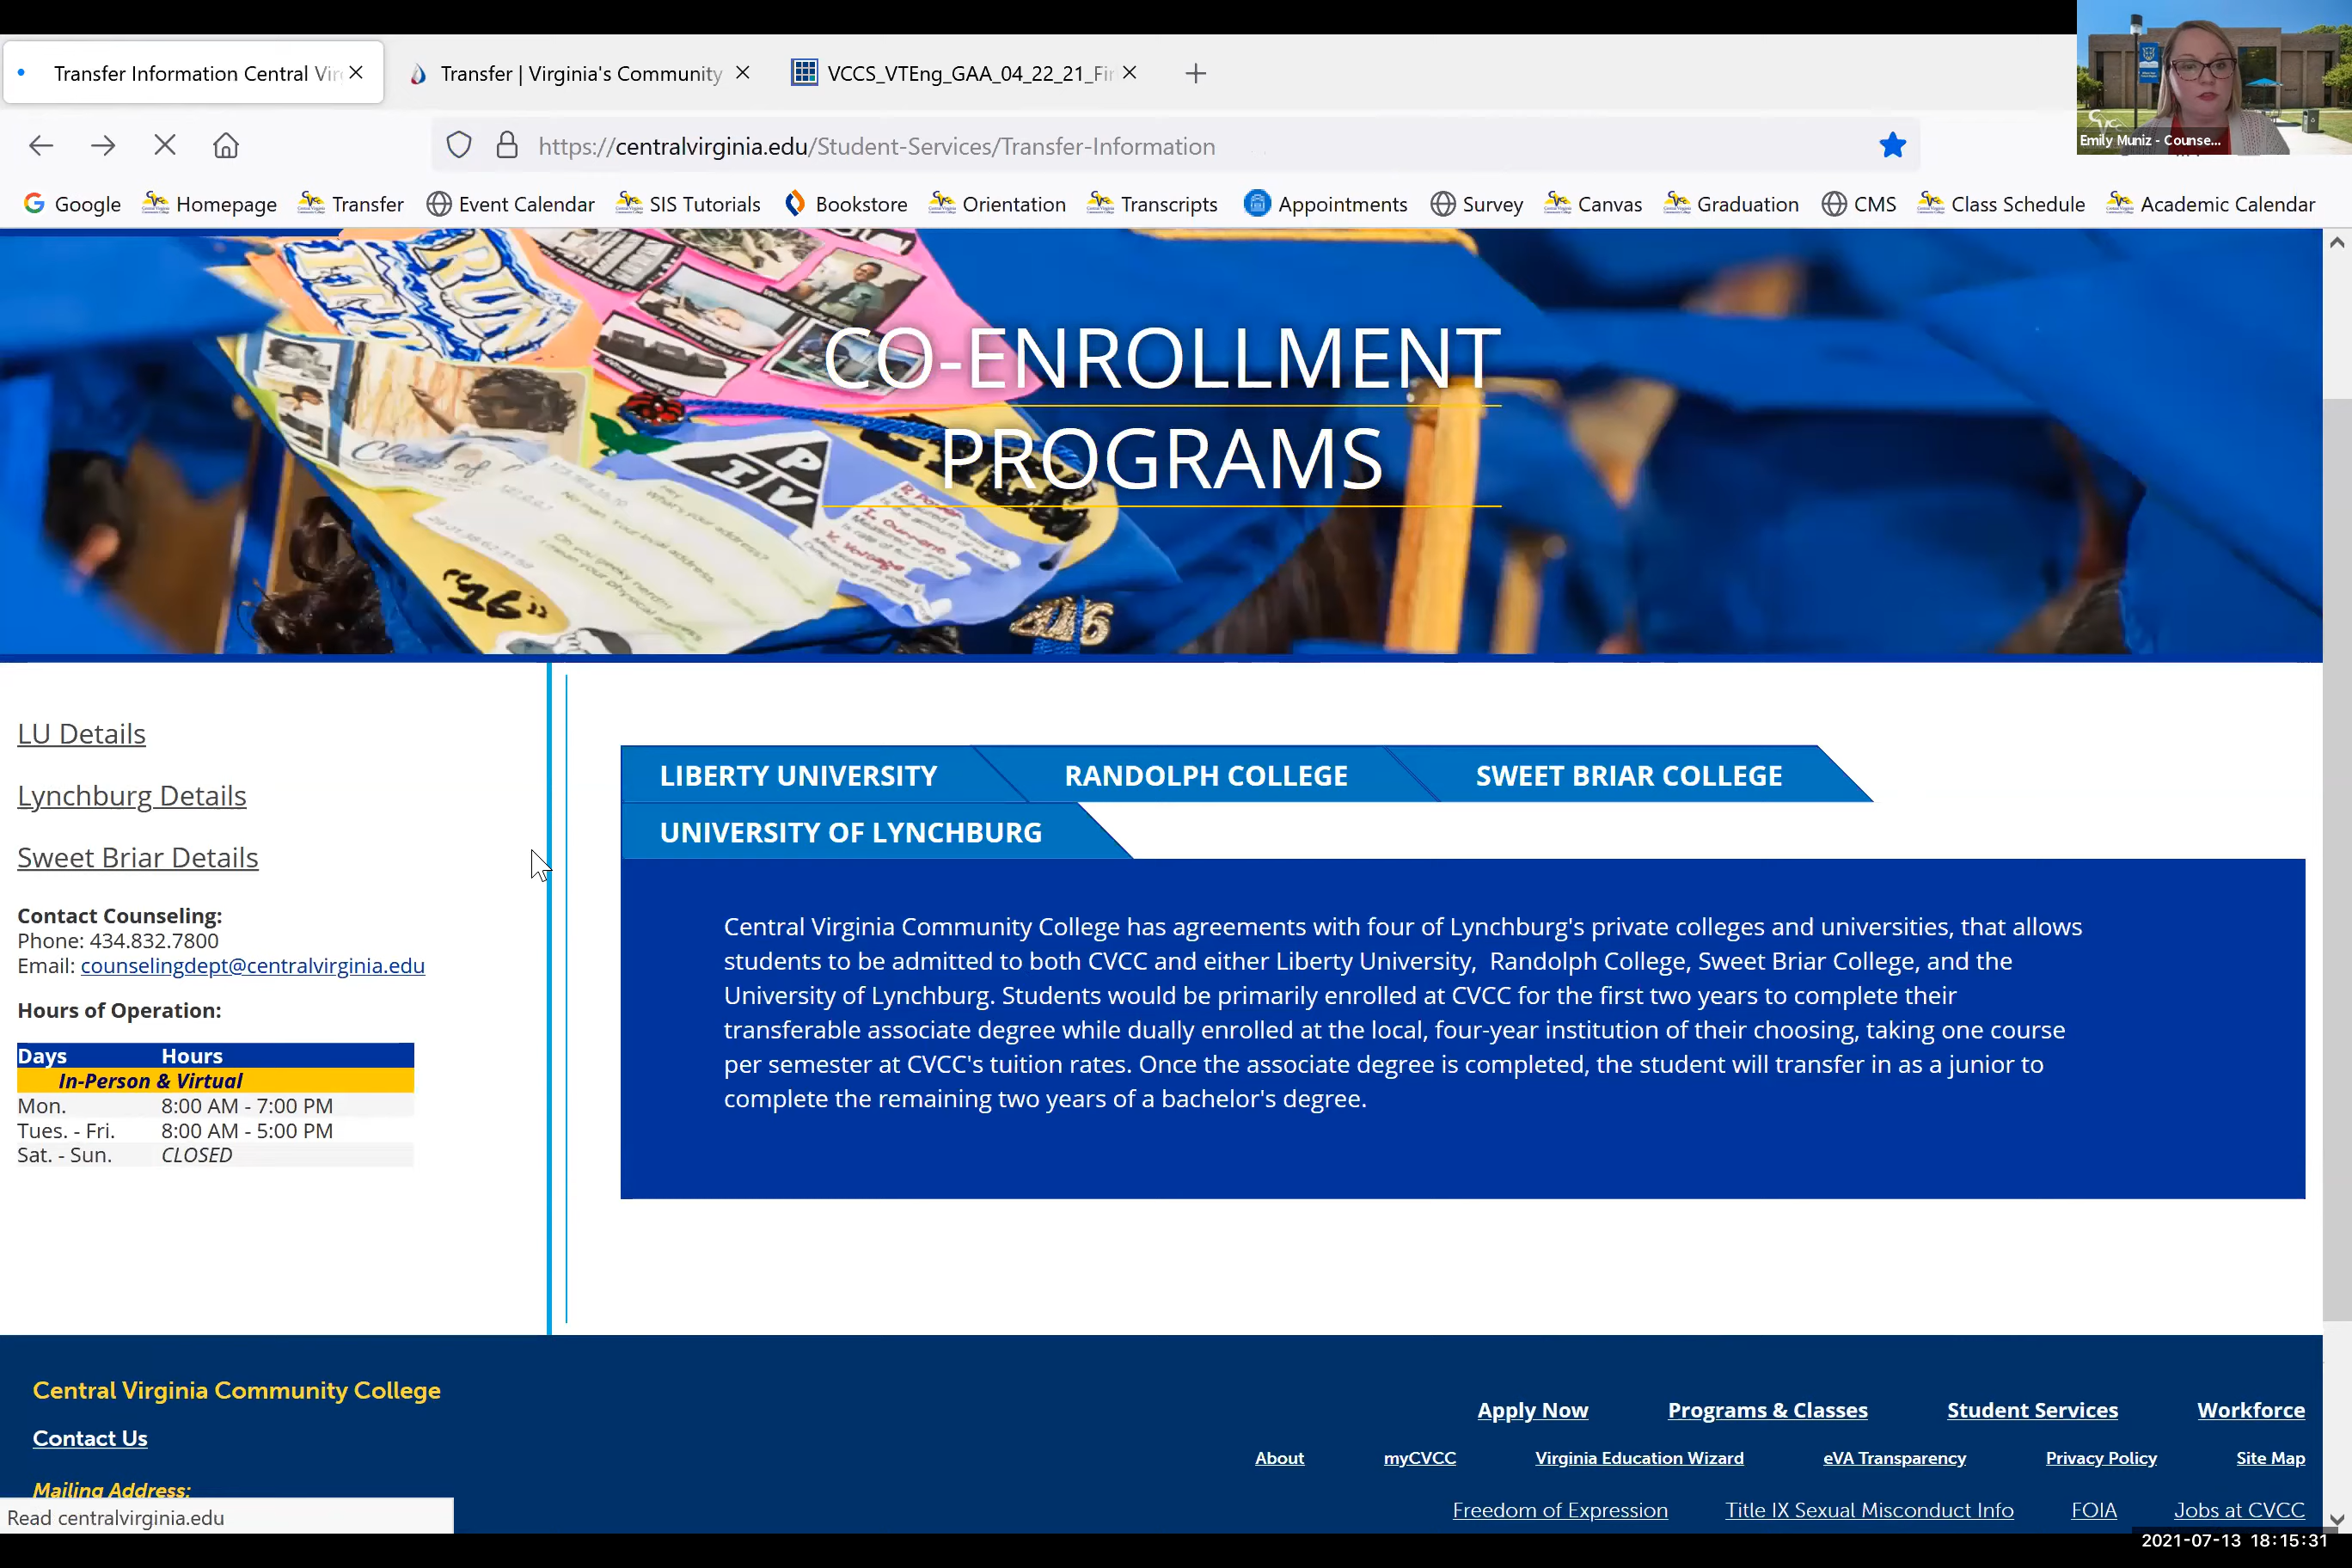 Transfer Information Central Vir
Transfer | Virginia's Community
VCCS_VTEng_GAA_04_22_21_Fir
https://centralvirginia.edu/Student-Services/Transfer-Information
Emily Muniz - Counse...
Google Homepage Transfer Event Calendar SIS Tutorials Bookstore Orientation Transcripts Appointments Survey Canvas Graduation CMS Class Schedule Academic Calendar
CO-ENROLLMENT
PROGRAMS
Class of
P
I V
"16"
LU Details
Lynchburg Details
Sweet Briar Details
Contact Counseling:
Phone: 434.832.7800
Email: counselingdept@centralvirginia.edu
Hours of Operation:
Days Hours
In-Person & Virtual
Mon. 8:00 AM - 7:00 PM
Tues. - Fri. 8:00 AM - 5:00 PM
Sat. - Sun. CLOSED
LIBERTY UNIVERSITY RANDOLPH COLLEGE SWEET BRIAR COLLEGE
UNIVERSITY OF LYNCHBURG
Central Virginia Community College has agreements with four of Lynchburg's private colleges and universities, that allows
students to be admitted to both CVCC and either Liberty University, Randolph College, Sweet Briar College, and the
University of Lynchburg. Students would be primarily enrolled at CVCC for the first two years to complete their
transferable associate degree while dually enrolled at the local, four-year institution of their choosing, taking one course
per semester at CVCC's tuition rates. Once the associate degree is completed, the student will transfer in as a junior to
complete the remaining two years of a bachelor's degree.
Central Virginia Community College
Contact Us
Mailing Address:
Apply Now Programs & Classes Student Services Workforce
About myCVCC Virginia Education Wizard eVA Transparency Privacy Policy Site Map
Freedom of Expression Title IX Sexual Misconduct Info FOIA Jobs at CVCC
Read centralvirginia.edu
2021-07-13 18:15:31